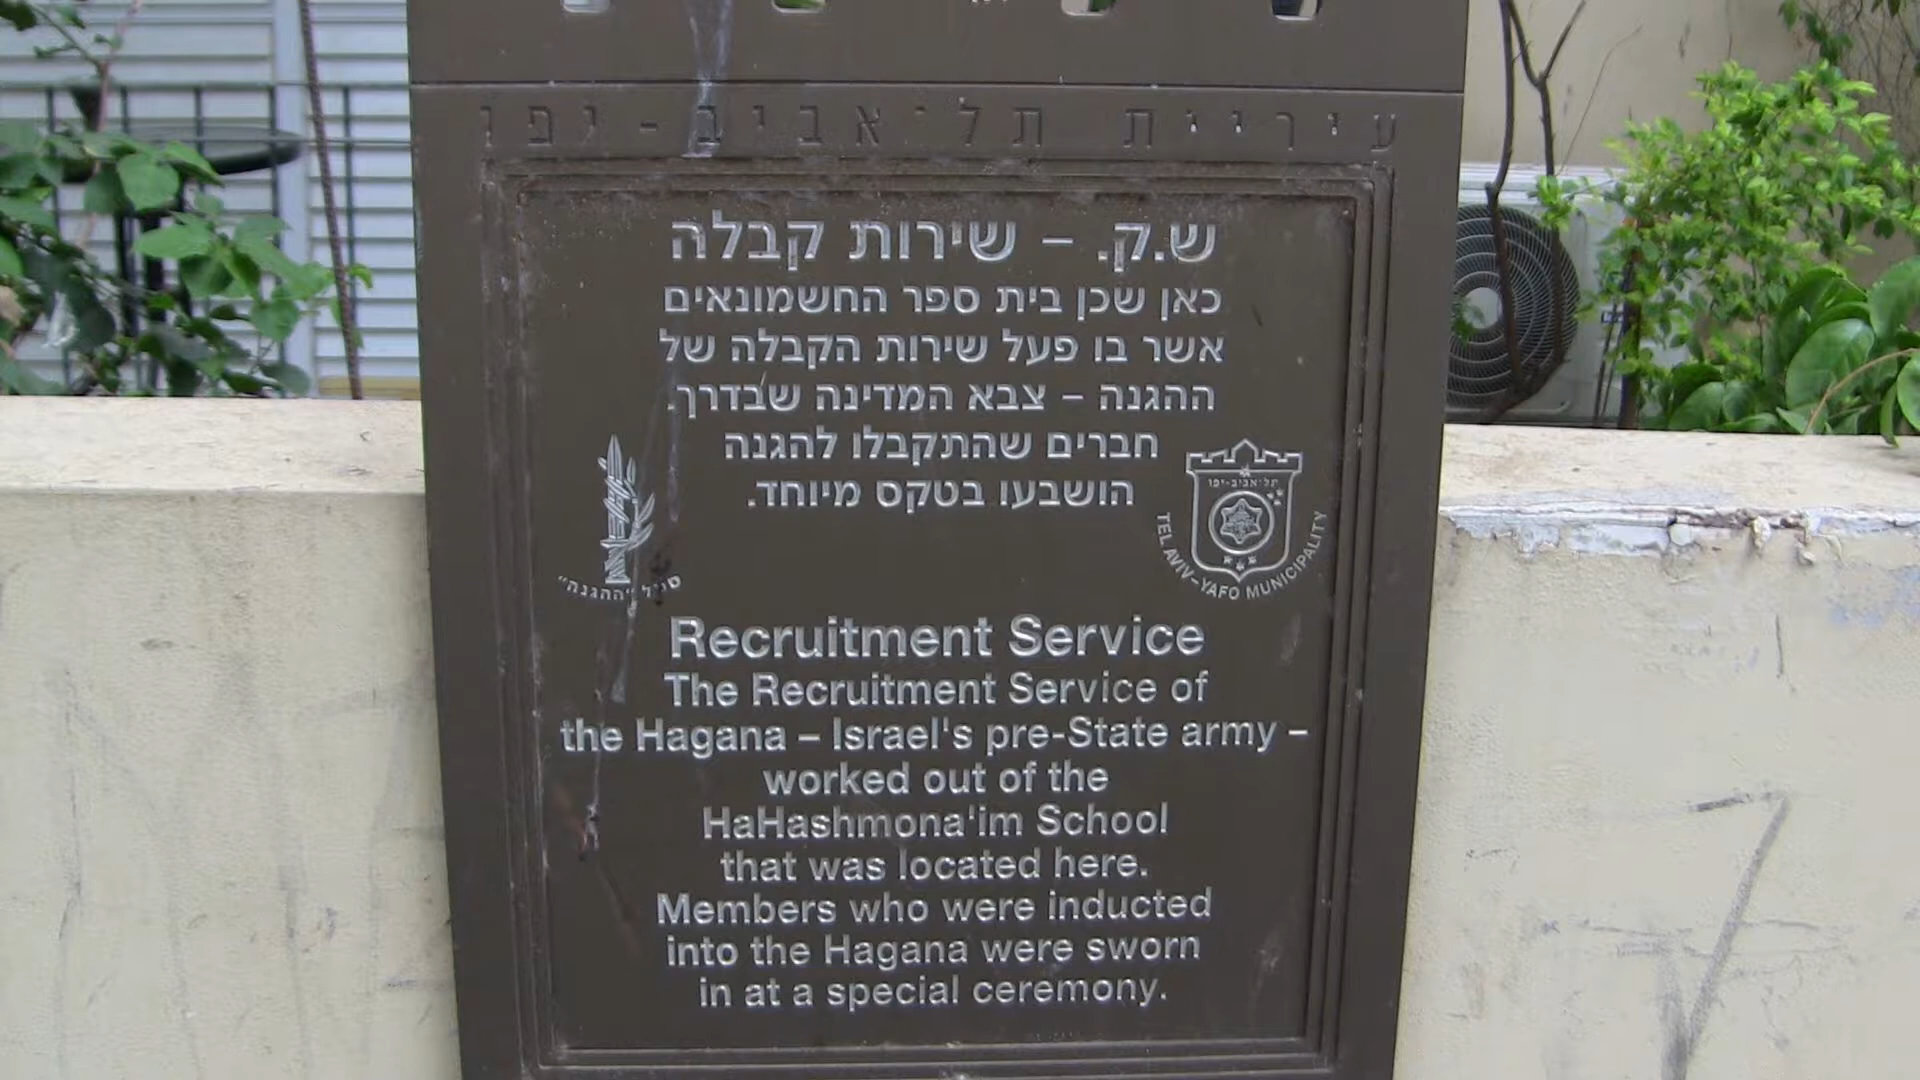 עיריית תל־אביב-יפו
ש.ק. – שירות קבלה
כאן שכן בית ספר החשמונאים
אשר בו פעל שירות הקבלה של
ההגנה – צבא המדינה שבדרך.
חברים שהתקבלו להגנה
הושבעו בטקס מיוחד.
תל־אביב-יפו
TEL AVIV–YAFO MUNICIPALITY
"ההגנה"
Recruitment Service
The Recruitment Service of
the Hagana – Israel's pre-State army –
worked out of the
HaHashmona'im School
that was located here.
Members who were inducted
into the Hagana were sworn
in at a special ceremony.